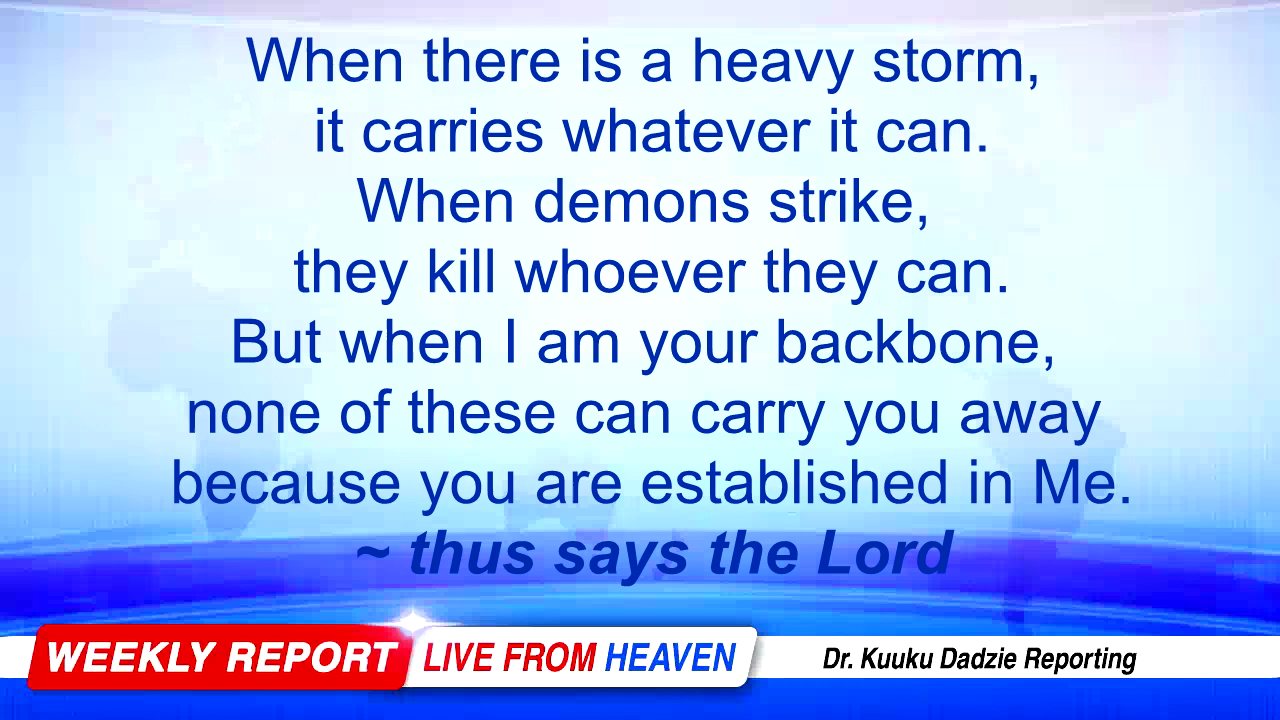 When there is a heavy storm,
it carries whatever it can.
When demons strike,
they kill whoever they can.
But when I am your backbone,
none of these can carry you away
because you are established in Me.
~ thus says the Lord
WEEKLY REPORT LIVE FROM HEAVEN Dr. Kuuku Dadzie Reporting